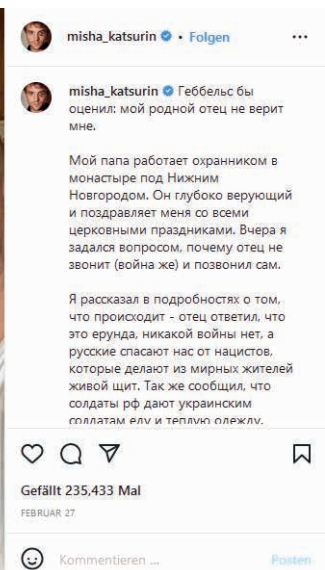 misha_katsurin • Folgen
misha_katsurin Геббельс бы
оценил: мой родной отец не верит
мне.
Мой папа работает охранником в
монастыре под Нижним
Новгородом. Он глубоко верующий
и поздравляет меня со всеми
церковными праздниками. Вчера я
задался вопросом, почему отец не
звонит (война же) и позвонил сам.
Я рассказал в подробностях о том,
что происходит - отец ответил, что
это ерунда, никакой войны нет, а
русские спасают нас от нацистов,
которые делают из мирных жителей
живой щит. Так же сообщил, что
солдаты рф дают украинским
солдатам еду и теплую одежду.
Gefällt 235,433 Mal
FEBRUAR 27
Kommentieren ...
Posten